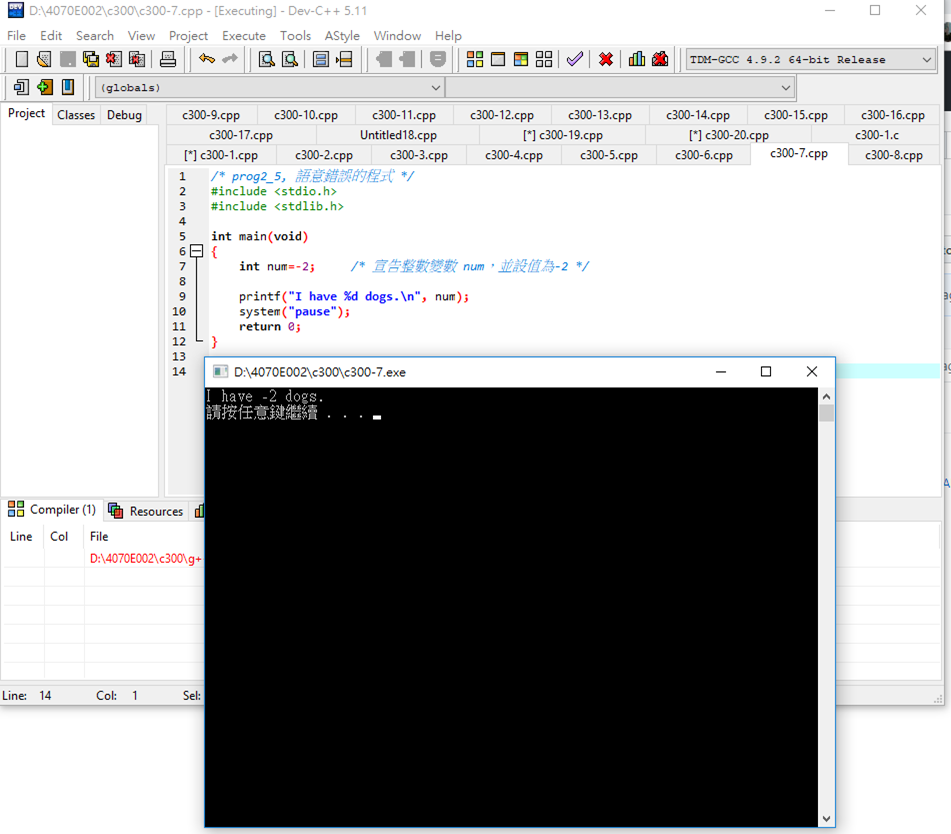 D:\4070E002\c300\c300-7.cpp - [Executing] - Dev-C++ 5.11
File Edit Search View Project Execute Tools AStyle Window Help
TDM-GCC 4.9.2 64-bit Release
(globals)
Project Classes Debug
c300-9.cpp c300-10.cpp c300-11.cpp c300-12.cpp c300-13.cpp c300-14.cpp c300-15.cpp c300-16.cpp
c300-17.cpp Untitled18.cpp [*] c300-19.cpp [*] c300-20.cpp c300-1.c
[*] c300-1.cpp c300-2.cpp c300-3.cpp c300-4.cpp c300-5.cpp c300-6.cpp c300-7.cpp c300-8.cpp
1 /* prog2_5, 語意錯誤的程式 */
2 #include <stdio.h>
3 #include <stdlib.h>
4
5 int main(void)
6 {
7 int num=-2; /* 宣告整數變數 num，並設值為-2 */
8
9 printf("I have %d dogs.\n", num);
10 system("pause");
11 return 0;
12 }
13
14
D:\4070E002\c300\c300-7.exe
I have -2 dogs.
請按任意鍵繼續 . . .
Compiler (1) Resources
Line Col File
D:\4070E002\c300\g+
Line: 14 Col: 1 Sel: